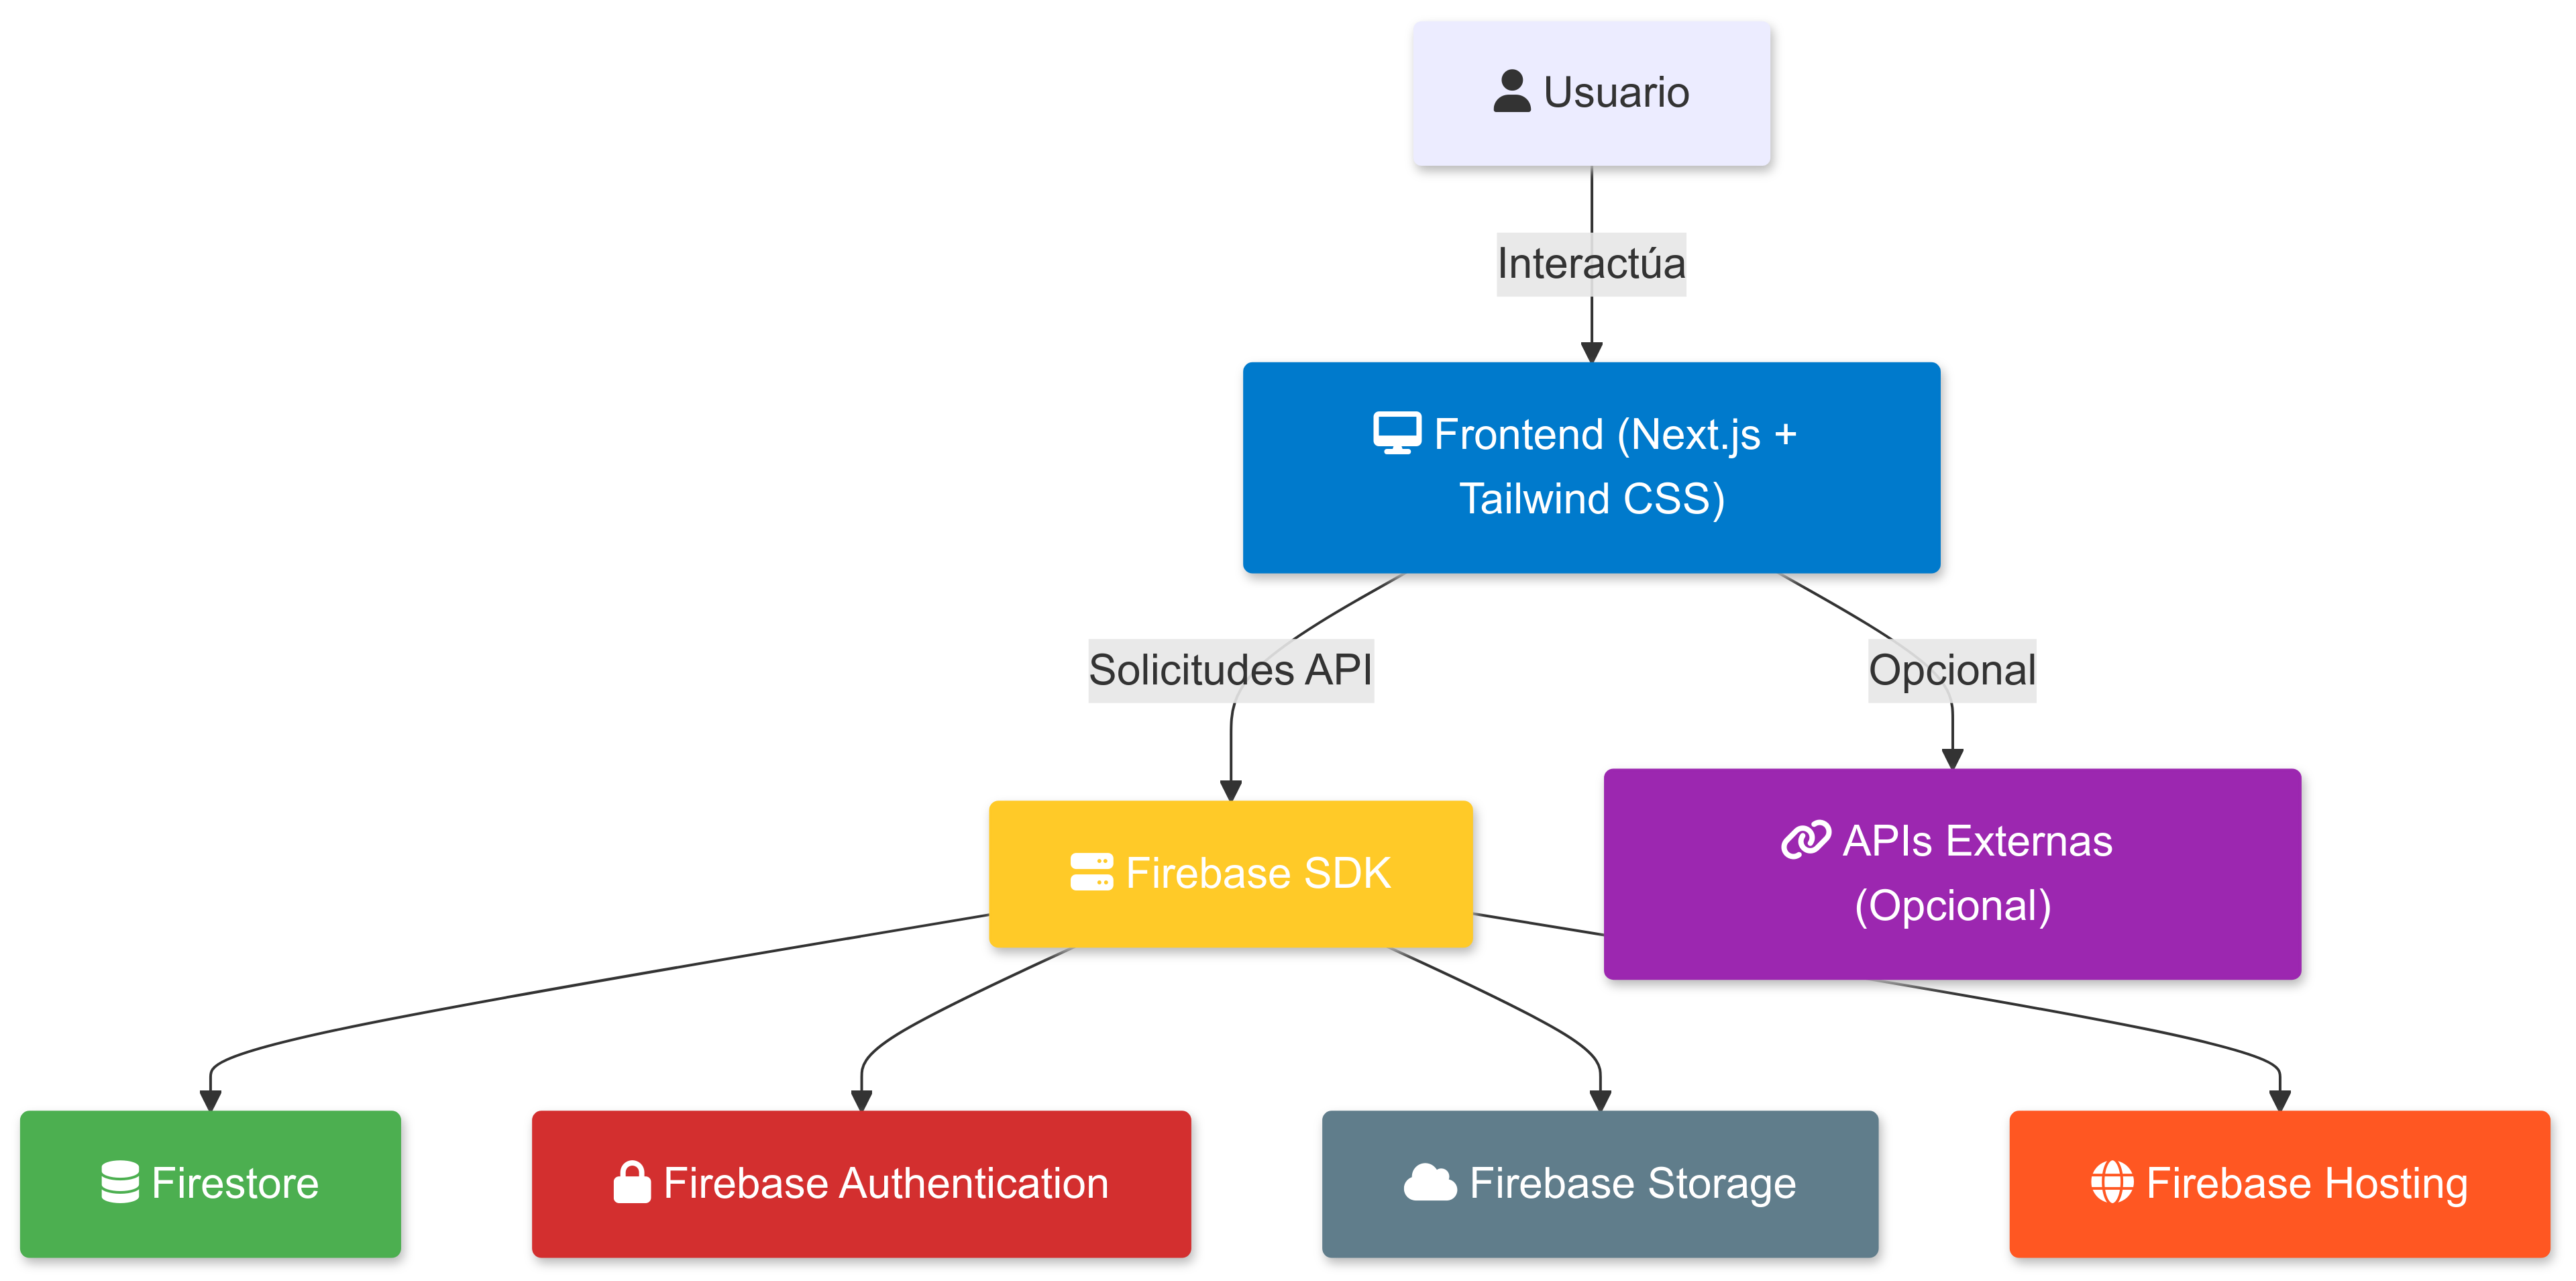 Usuario
Interactúa
Frontend (Next.js +
Tailwind CSS)
Solicitudes API
Opcional
Firebase SDK
APIs Externas
(Opcional)
Firestore
Firebase Authentication
Firebase Storage
Firebase Hosting